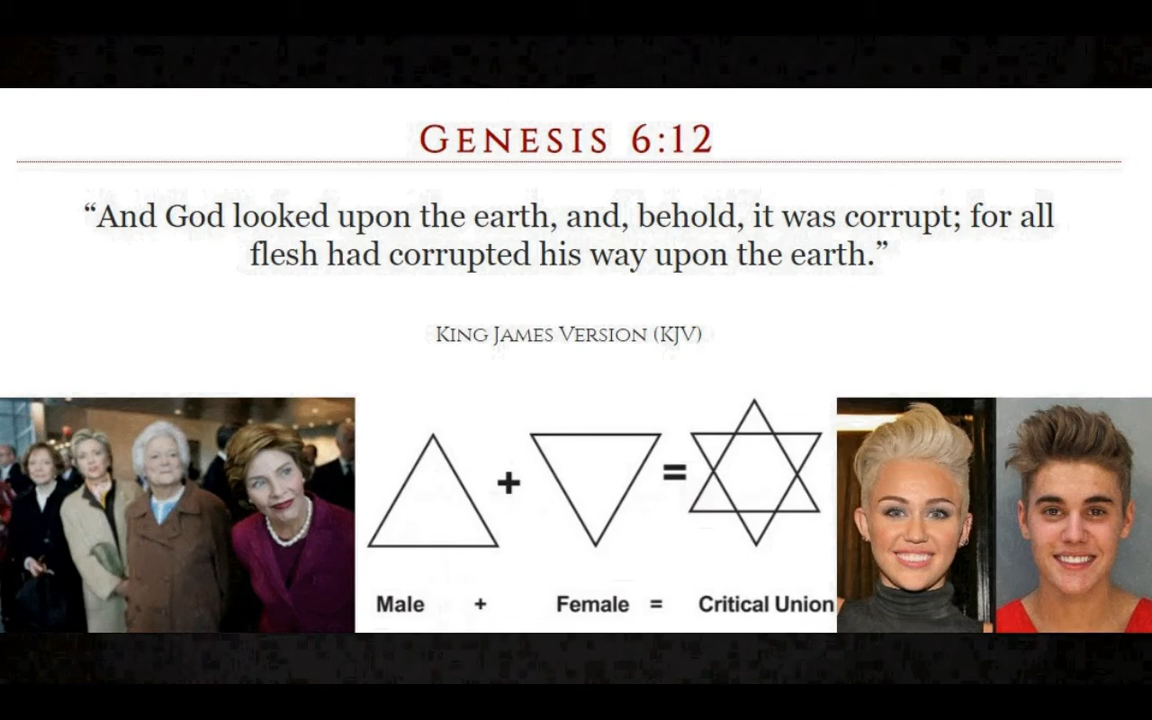 GENESIS 6:12
“And God looked upon the earth, and, behold, it was corrupt; for all
flesh had corrupted his way upon the earth.”
KING JAMES VERSION (KJV)
+ =
Male + Female = Critical Union